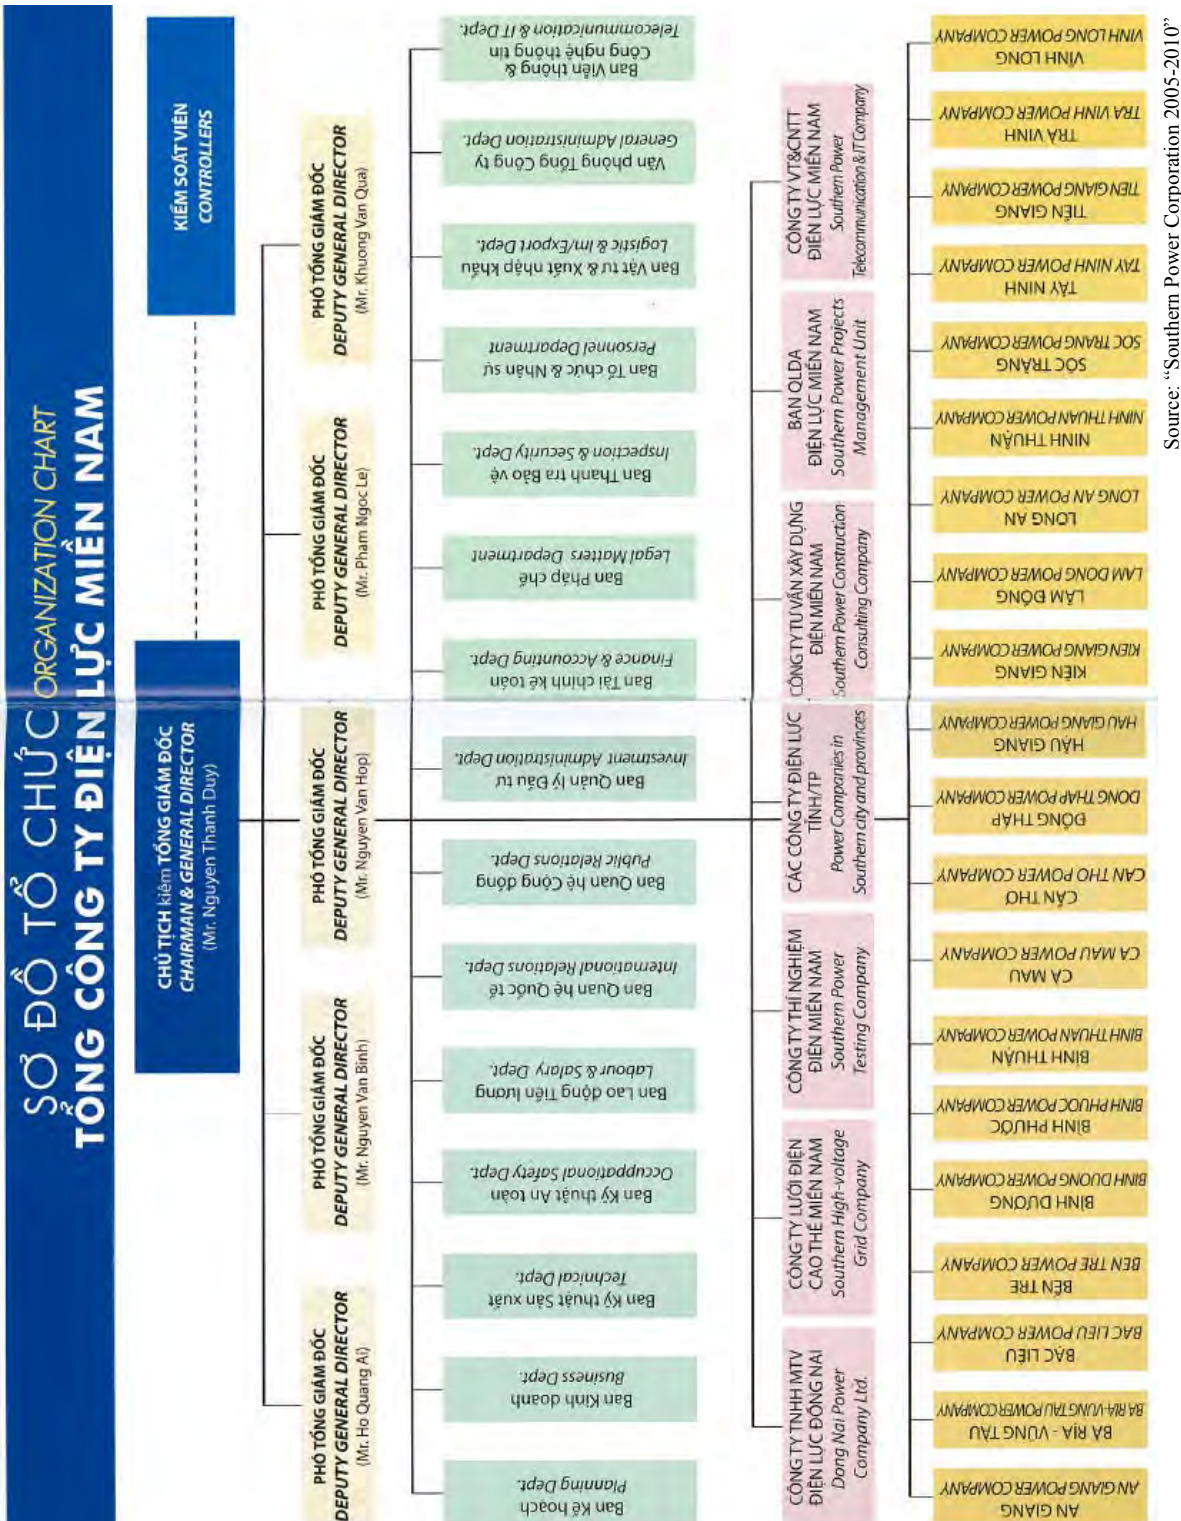 SƠ ĐỒ TỔ CHỨC ORGANIZATION CHART
TỔNG CÔNG TY ĐIỆN LỰC MIỀN NAM
CHỦ TỊCH kiêm TỔNG GIÁM ĐỐC
CHAIRMAN & GENERAL DIRECTOR
(Mr. Nguyen Thanh Duy)
KIỂM SOÁT VIÊN
CONTROLLERS
PHÓ TỔNG GIÁM ĐỐC
DEPUTY GENERAL DIRECTOR
(Mr. Ho Quang Ai)
PHÓ TỔNG GIÁM ĐỐC
DEPUTY GENERAL DIRECTOR
(Mr. Nguyen Van Binh)
PHÓ TỔNG GIÁM ĐỐC
DEPUTY GENERAL DIRECTOR
(Mr. Nguyen Van Hop)
PHÓ TỔNG GIÁM ĐỐC
DEPUTY GENERAL DIRECTOR
(Mr. Pham Ngoc Le)
PHÓ TỔNG GIÁM ĐỐC
DEPUTY GENERAL DIRECTOR
(Mr. Khuong Van Qua)
Ban Kế hoạch
Planning Dept.
Ban Kinh doanh
Business Dept.
Ban Kỹ thuật Sản xuất
Technical Dept.
Ban Kỹ thuật An toàn
Occuppational Safety Dept.
Ban Lao động Tiền lương
Labour & Salary Dept.
Ban Quan hệ Quốc tế
International Relations Dept.
Ban Quan hệ Cộng đồng
Public Relations Dept.
Ban Quản lý Đầu tư
Investment Administration Dept.
Ban Tài chính kế toán
Finance & Accounting Dept
Ban Pháp chế
Legal Matters Department
Ban Thanh tra Bảo vệ
Inspection & Security Dept.
Ban Tổ chức & Nhân sự
Personnel Department
Ban Vật tư & Xuất nhập khẩu
Logistic & Im/Export Dept.
Văn phòng Tổng Công ty
General Administration Dept.
Ban Viễn thông &
Công nghệ thông tin
Telecommunication & IT Dept.
CÔNG TY TNHH MTV
ĐIỆN LỰC ĐỒNG NAI
Dong Nai Power
Company Ltd.
CÔNG TY LƯỚI ĐIỆN
CAO THẾ MIỀN NAM
Southern High-voltage
Grid Company
CÔNG TY THÍ NGHIỆM
ĐIỆN MIỀN NAM
Southern Power
Testing Company
CÁC CÔNG TY ĐIỆN LỰC
TỈNH/TP
Power Companies in
Southern city and provinces
CÔNG TY TƯ VẤN XÂY DỰNG
ĐIỆN MIỀN NAM
Southern Power Construction
Consulting Company
BAN QLDA
ĐIỆN LỰC MIỀN NAM
Southern Power Projects
Management Unit
CÔNG TY VT&CNTT
ĐIỆN LỰC MIỀN NAM
Southern Power
Telecommunication & IT Company
AN GIANG
AN GIANG POWER COMPANY
BÀ RỊA - VŨNG TÀU
BA RIA-VUNG TAU POWER COMPANY
BẠC LIÊU
BAC LIEU POWER COMPANY
BẾN TRE
BEN TRE POWER COMPANY
BÌNH DƯƠNG
BINH DUONG POWER COMPANY
BÌNH PHƯỚC
BINH PHUOC POWER COMPANY
BÌNH THUẬN
BINH THUAN POWER COMPANY
CÀ MAU
CA MAU POWER COMPANY
CẦN THƠ
CAN THO POWER COMPANY
ĐỒNG THÁP
DONG THAP POWER COMPANY
HẬU GIANG
HAU GIANG POWER COMPANY
KIÊN GIANG
KIEN GIANG POWER COMPANY
LÂM ĐỒNG
LAM DONG POWER COMPANY
LONG AN
LONG AN POWER COMPANY
NINH THUẬN
NINH THUAN POWER COMPANY
SÓC TRĂNG
SOC TRANG POWER COMPANY
TÂY NINH
TAY NINH POWER COMPANY
TIỀN GIANG
TIEN GIANG POWER COMPANY
TRÀ VINH
TRA VINH POWER COMPANY
VĨNH LONG
VINH LONG POWER COMPANY
Source: “Southern Power Corporation 2005-2010”